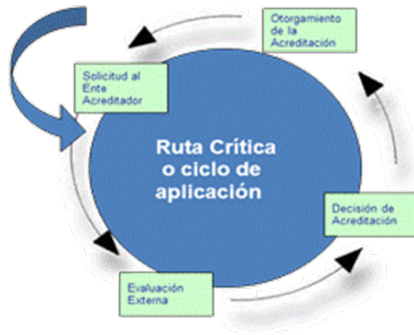 Otorgamiento
de la
Acreditación
Solicitud al
Ente
Acreditador
Ruta Crítica
o ciclo de
aplicación
Decisión de
Acreditación
Evaluación
Externa